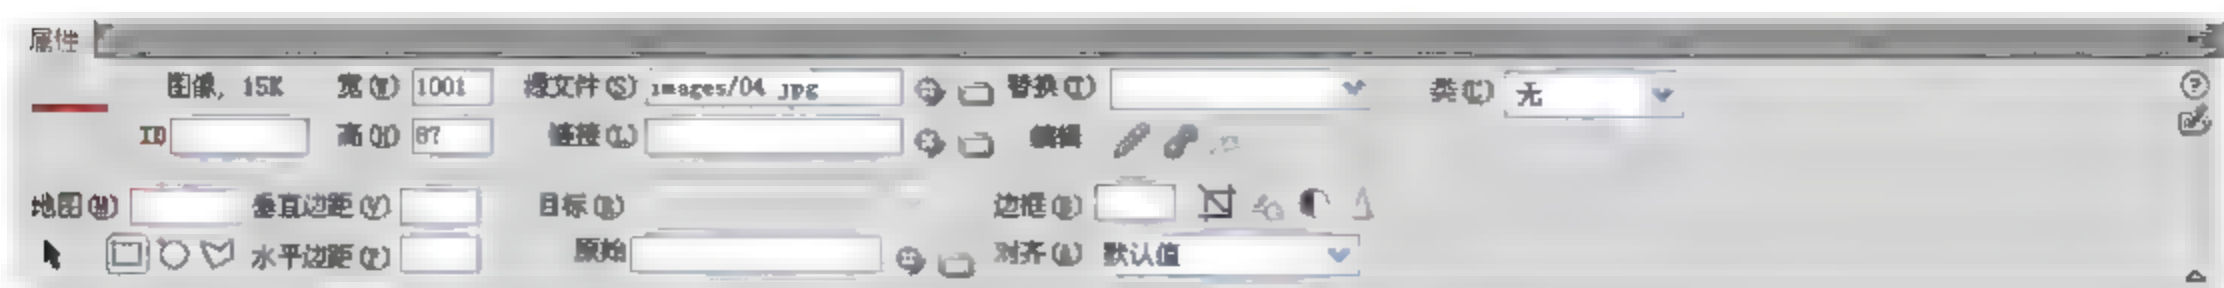 属性
图像, 15K 宽(W) 1001 源文件(S) images/04.jpg 替换(T) 类(C) 无
ID 高(H) 87 链接(L) 编辑
地图(M) 垂直边距(V) 目标(R) 边框(B)
水平边距(P) 原始 对齐(A) 默认值